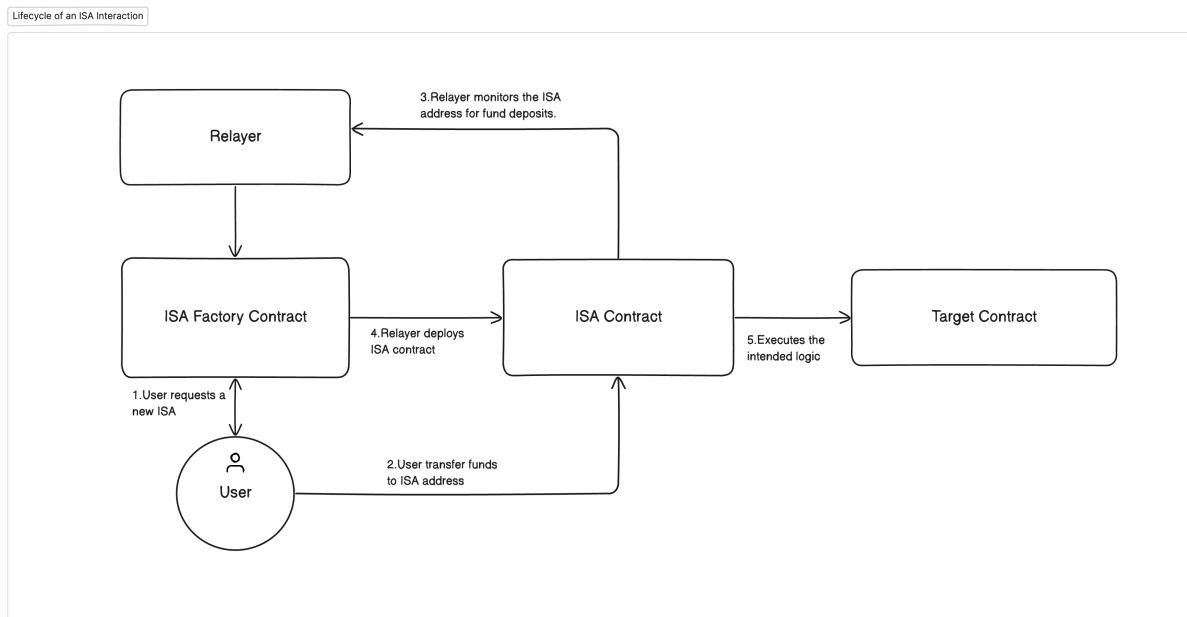 Lifecycle of an ISA Interaction
3.Relayer monitors the ISA
address for fund deposits.
Relayer
ISA Factory Contract
ISA Contract
Target Contract
4.Relayer deploys
ISA contract
5.Executes the
intended logic
1.User requests a
new ISA
2.User transfer funds
to ISA address
User